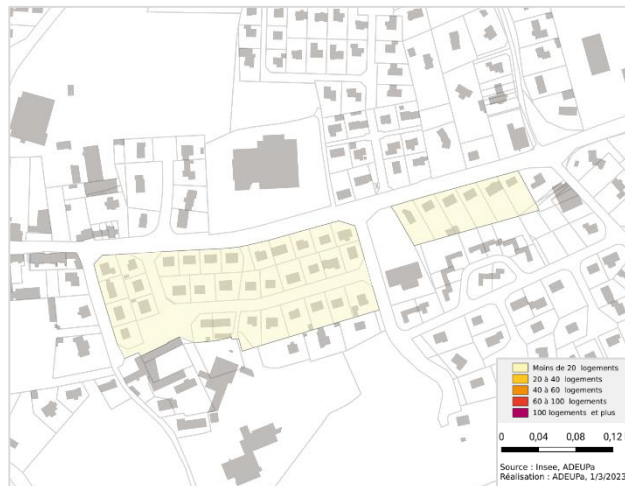 Moins de 20 logements
20 à 40 logements
40 à 60 logements
60 à 100 logements
100 logements et plus
0 0,04 0,08 0,12
Source : Insee, ADEUPa
Réalisation : ADEUPa, 1/3/2023